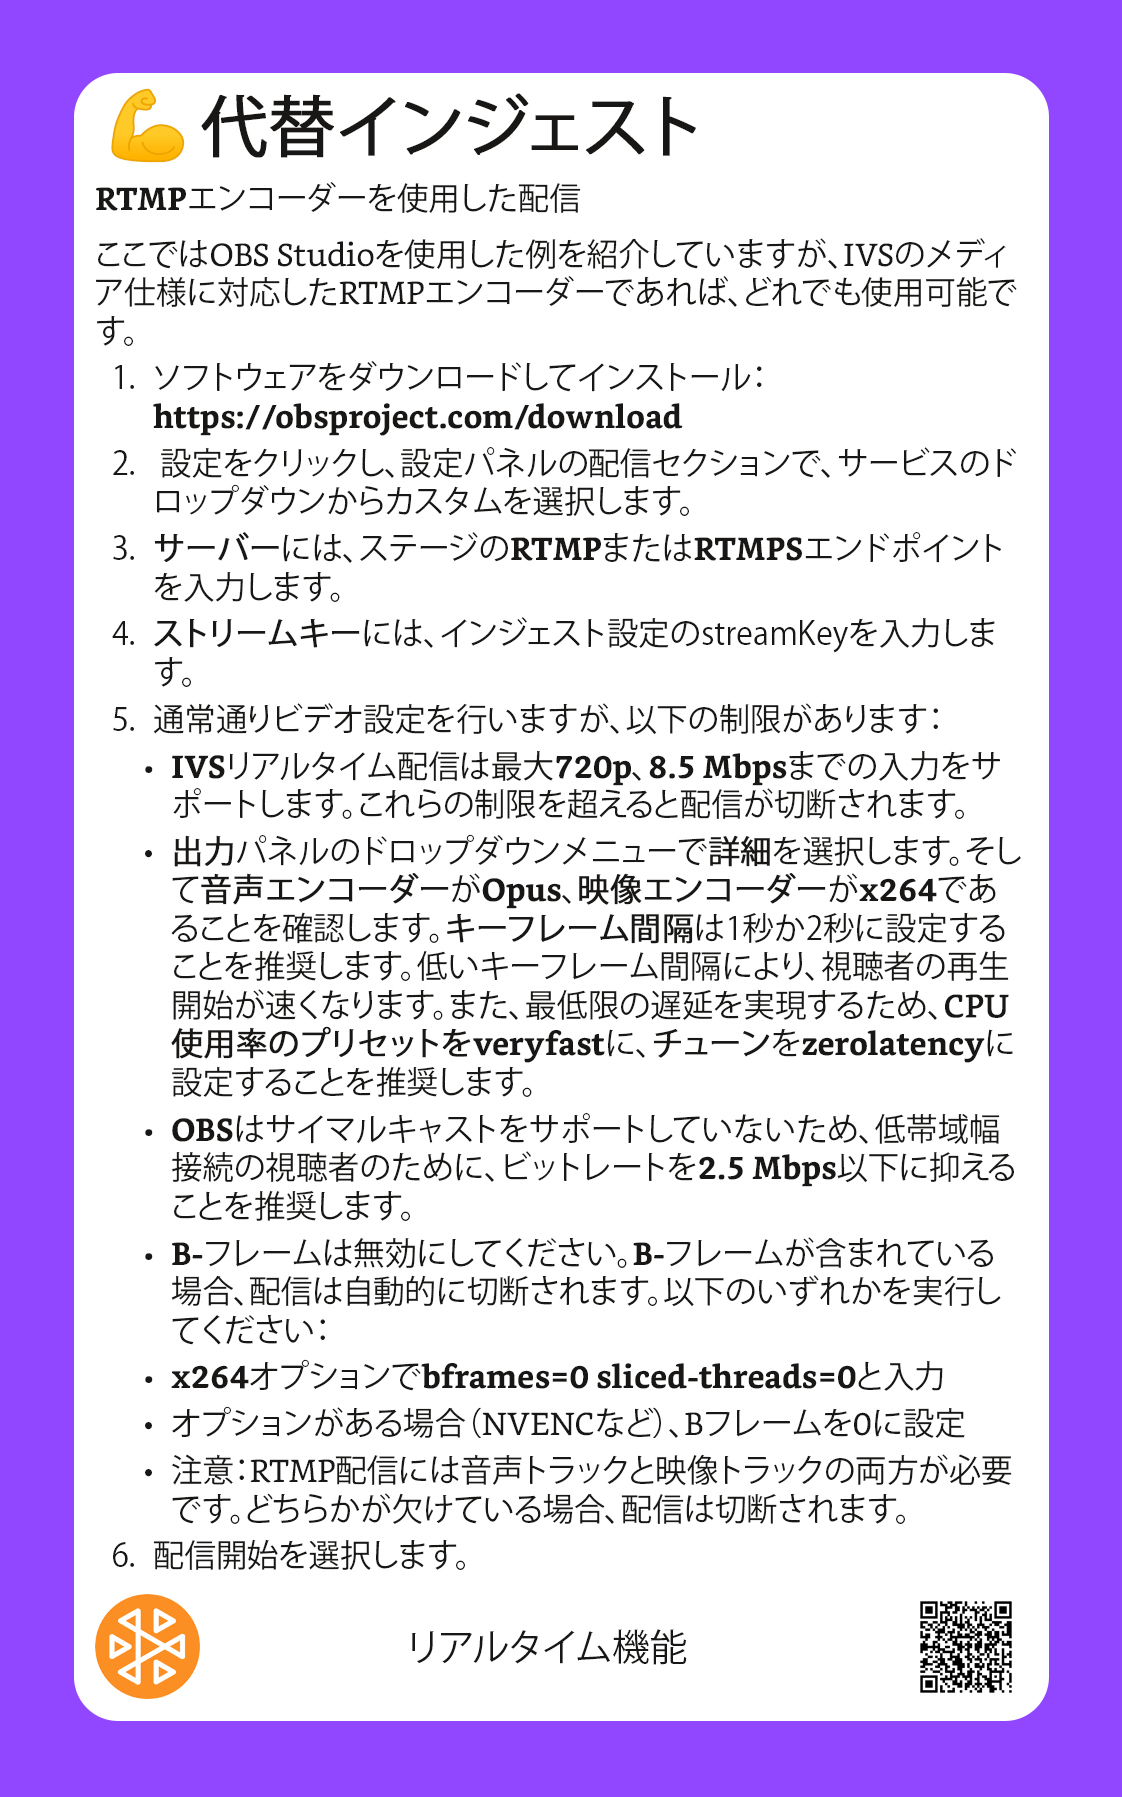 💪代替インジェスト
RTMPエンコーダーを使用した配信
ここではOBS Studioを使用した例を紹介していますが、IVSのメディ
ア仕様に対応したRTMPエンコーダーであれば、どれでも使用可能で
す。
1. ソフトウェアをダウンロードしてインストール：
https://obsproject.com/download
2. 設定をクリックし、設定パネルの配信セクションで、サービスのド
ロップダウンからカスタムを選択します。
3. サーバーには、ステージのRTMPまたはRTMPSエンドポイント
を入力します。
4. ストリームキーには、インジェスト設定のstreamKeyを入力しま
す。
5. 通常通りビデオ設定を行いますが、以下の制限があります：
• IVSリアルタイム配信は最大720p、8.5 Mbpsまでの入力をサ
ポートします。これらの制限を超えると配信が切断されます。
• 出力パネルのドロップダウンメニューで詳細を選択します。そし
て音声エンコーダーがOpus、映像エンコーダーがx264であ
ることを確認します。キーフレーム間隔は1秒か2秒に設定する
ことを推奨します。低いキーフレーム間隔により、視聴者の再生
開始が速くなります。また、最低限の遅延を実現するため、CPU
使用率のプリセットをveryfastに、チューンをzerolatencyに
設定することを推奨します。
• OBSはサイマルキャストをサポートしていないため、低帯域幅
接続の視聴者のために、ビットレートを2.5 Mbps以下に抑える
ことを推奨します。
• B-フレームは無効にしてください。B-フレームが含まれている
場合、配信は自動的に切断されます。以下のいずれかを実行し
てください：
• x264オプションでbframes=0 sliced-threads=0と入力
• オプションがある場合（NVENCなど）、Bフレームを0に設定
• 注意：RTMP配信には音声トラックと映像トラックの両方が必要
です。どちらかが欠けている場合、配信は切断されます。
6. 配信開始を選択します。
リアルタイム機能